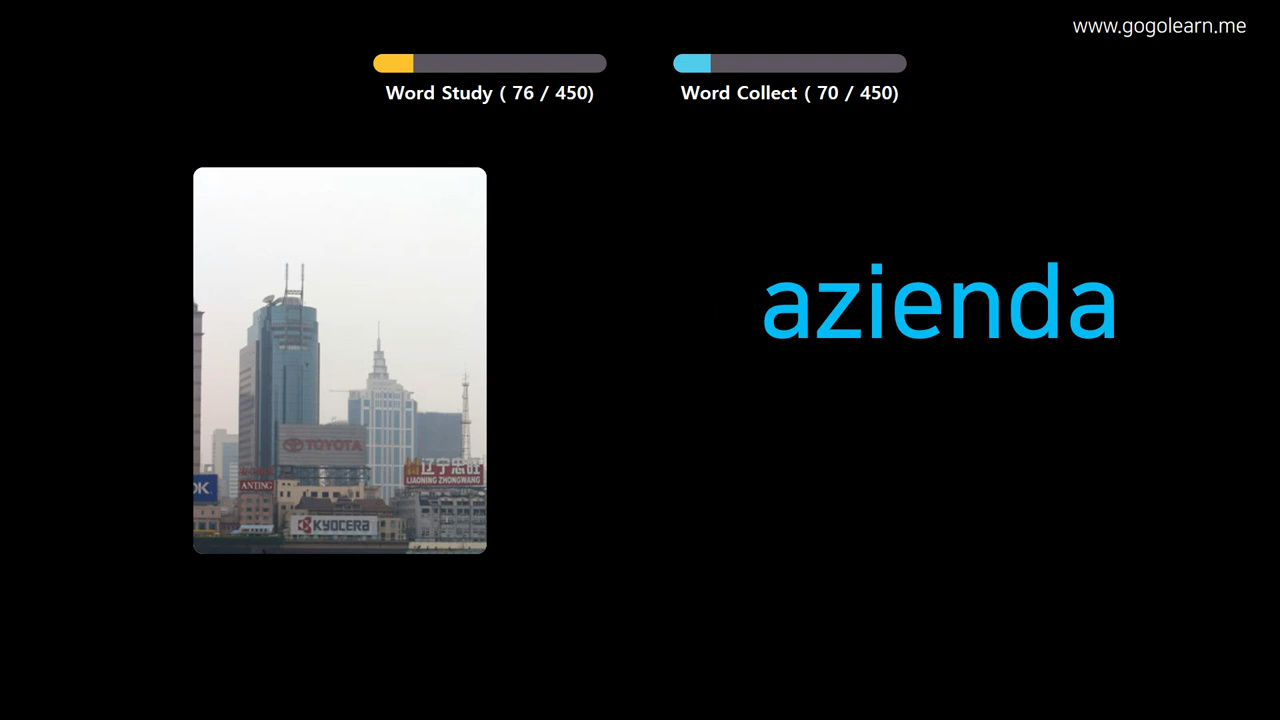 www.gogolearn.me
Word Study ( 76 / 450)
Word Collect ( 70 / 450)
azienda
TOYOTA
辽宁忠旺
LIAONING ZHONGWANG
OK
ANTING
KYOCERA